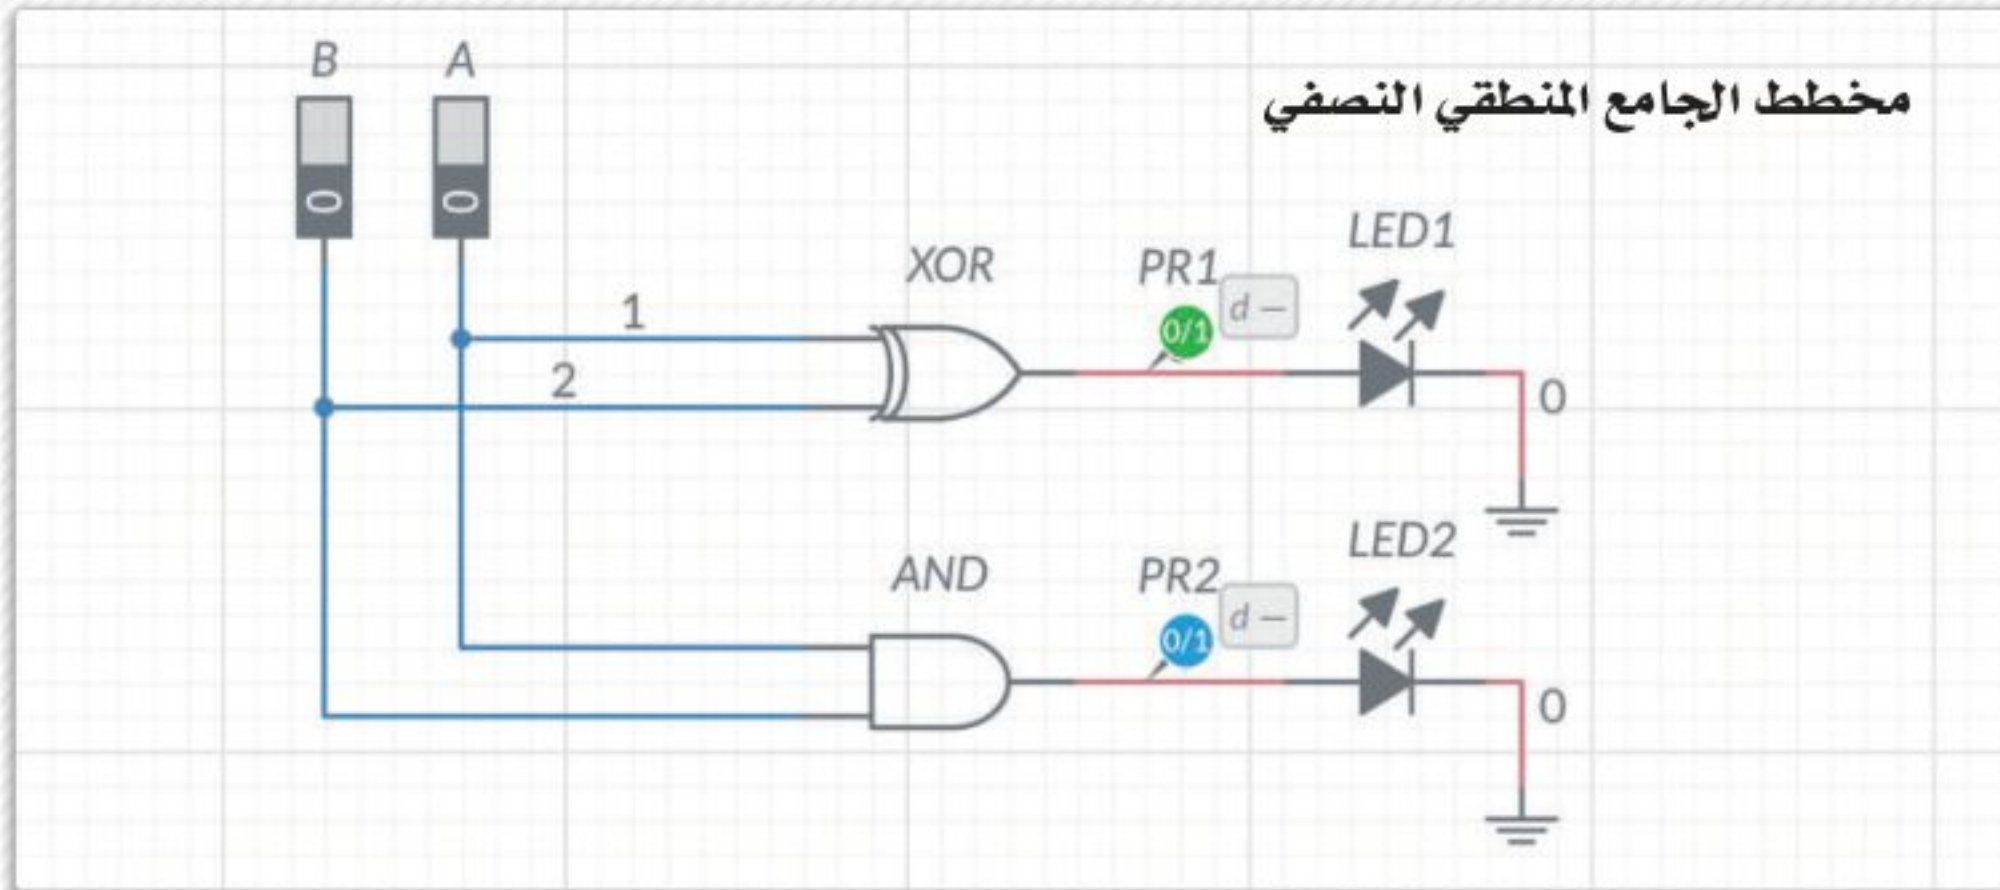 B A
مخطط الجامع المنطقي النصفي
0 0
LED1
XOR PR1 d –
0/1
1
2
0
LED2
AND PR2 d –
0/1
0